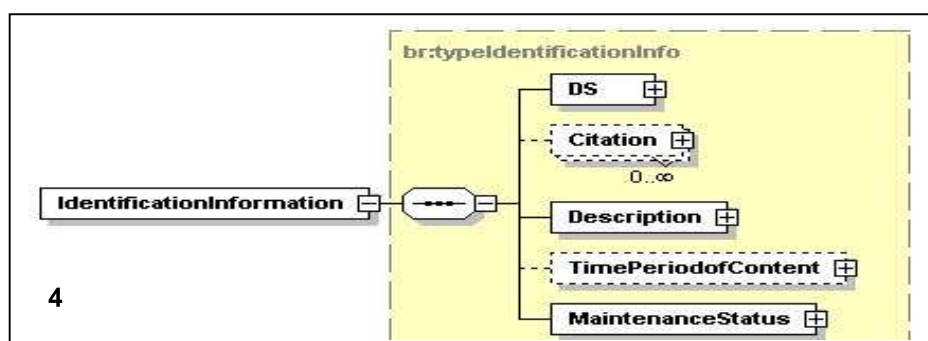 br:typeIdentificationInfo
DS
Citation
0..∞
IdentificationInformation
Description
TimePeriodofContent
4
MaintenanceStatus